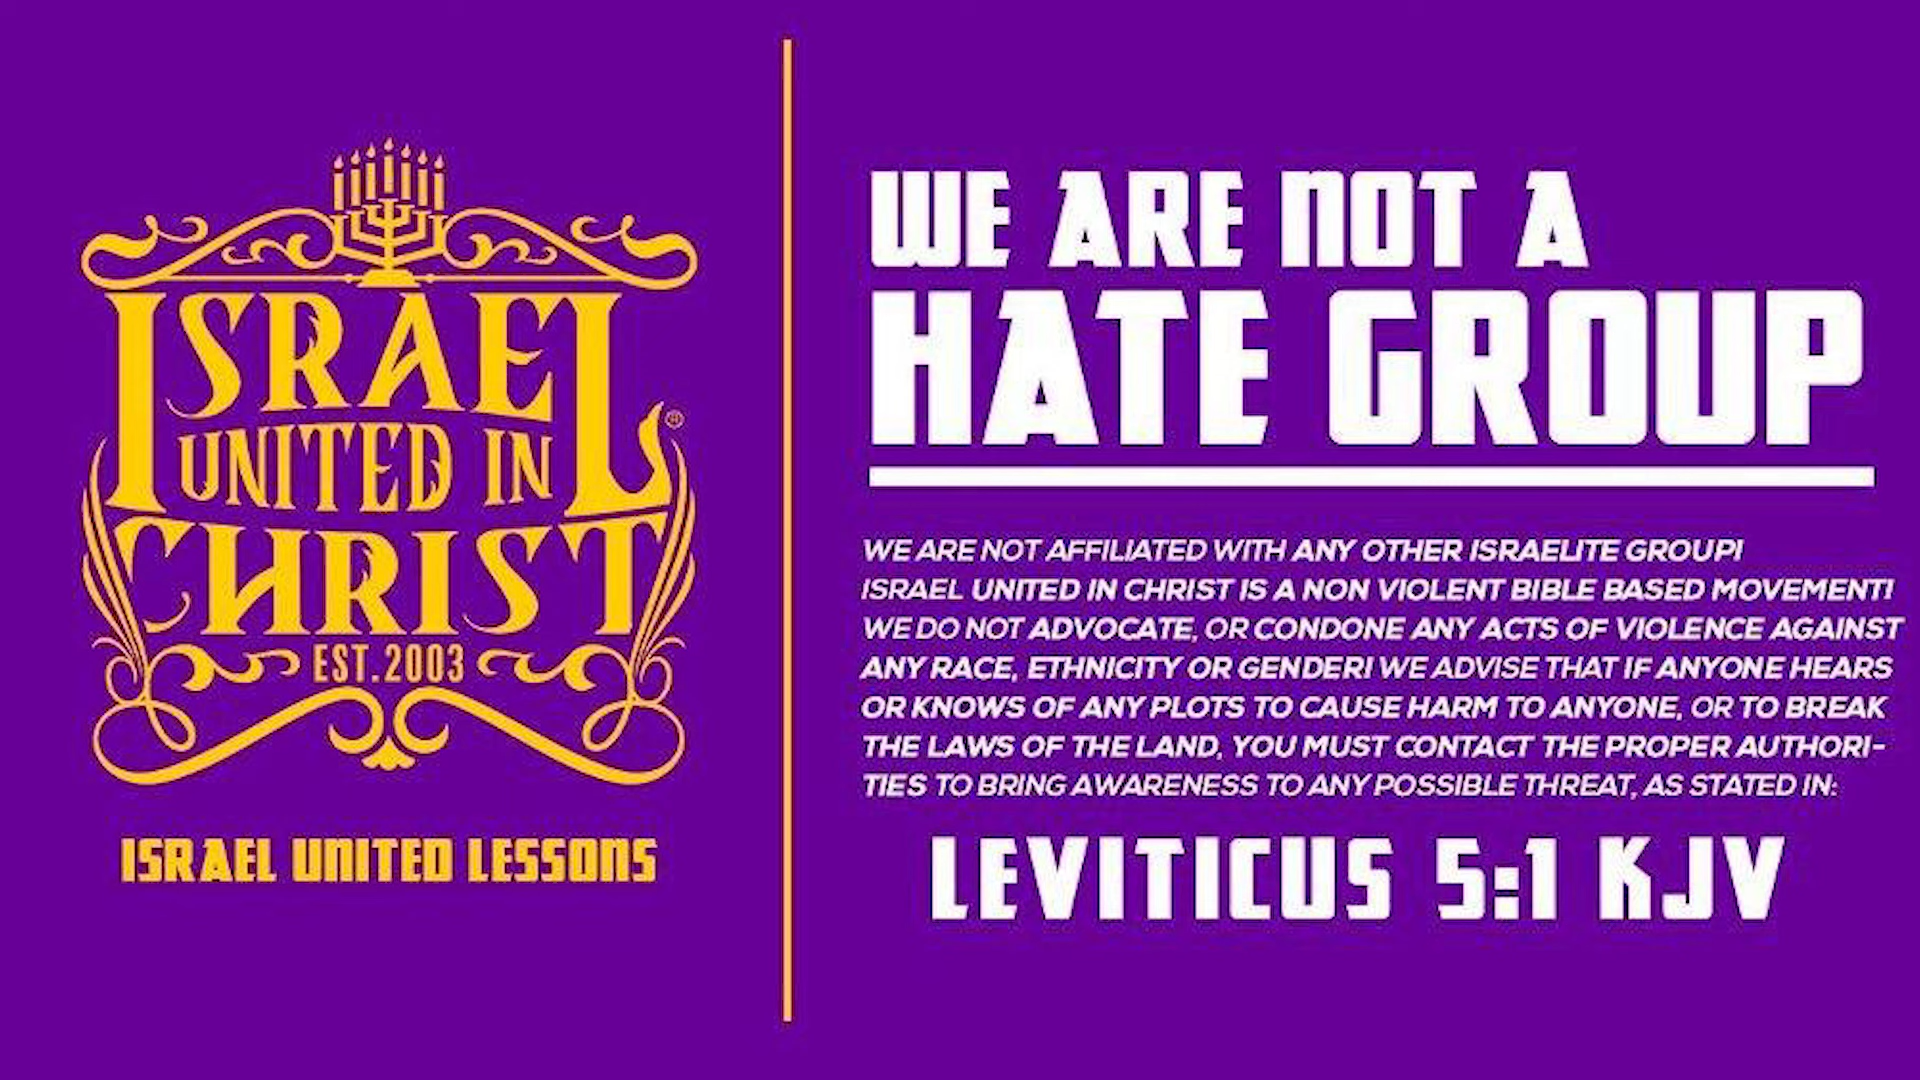 ISRAEL
UNITED IN
CHRIST
EST.2003
ISRAEL UNITED LESSONS
WE ARE NOT A
HATE GROUP
WE ARE NOT AFFILIATED WITH ANY OTHER ISRAELITE GROUP!
ISRAEL UNITED IN CHRIST IS A NON VIOLENT BIBLE BASED MOVEMENT!
WE DO NOT ADVOCATE, OR CONDONE ANY ACTS OF VIOLENCE AGAINST
ANY RACE, ETHNICITY OR GENDER! WE ADVISE THAT IF ANYONE HEARS
OR KNOWS OF ANY PLOTS TO CAUSE HARM TO ANYONE, OR TO BREAK
THE LAWS OF THE LAND, YOU MUST CONTACT THE PROPER AUTHORI-
TIES TO BRING AWARENESS TO ANY POSSIBLE THREAT, AS STATED IN:
LEVITICUS 5:1 KJV